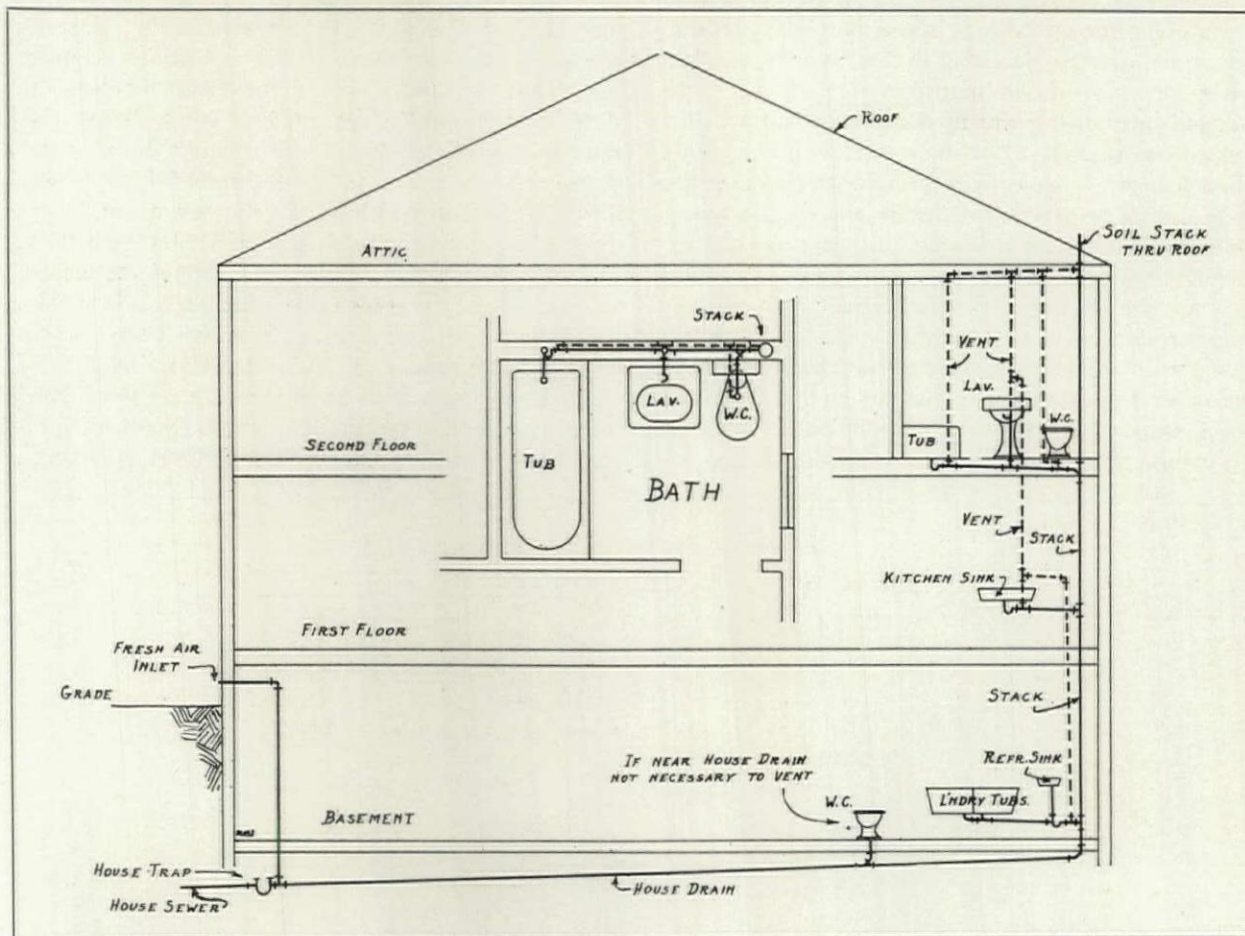 ROOF
SOIL STACK
THRU ROOF
ATTIC
STACK
VENT
LAV.
LAV.
W.C.
W.C.
TUB
SECOND FLOOR
TUB
BATH
VENT
STACK
KITCHEN SINK
FIRST FLOOR
FRESH AIR
INLET
GRADE
STACK
IF NEAR HOUSE DRAIN
NOT NECESSARY TO VENT
REFR. SINK
W.C.
L'NDRY TUBS.
BASEMENT
HOUSE TRAP
HOUSE DRAIN
HOUSE SEWER